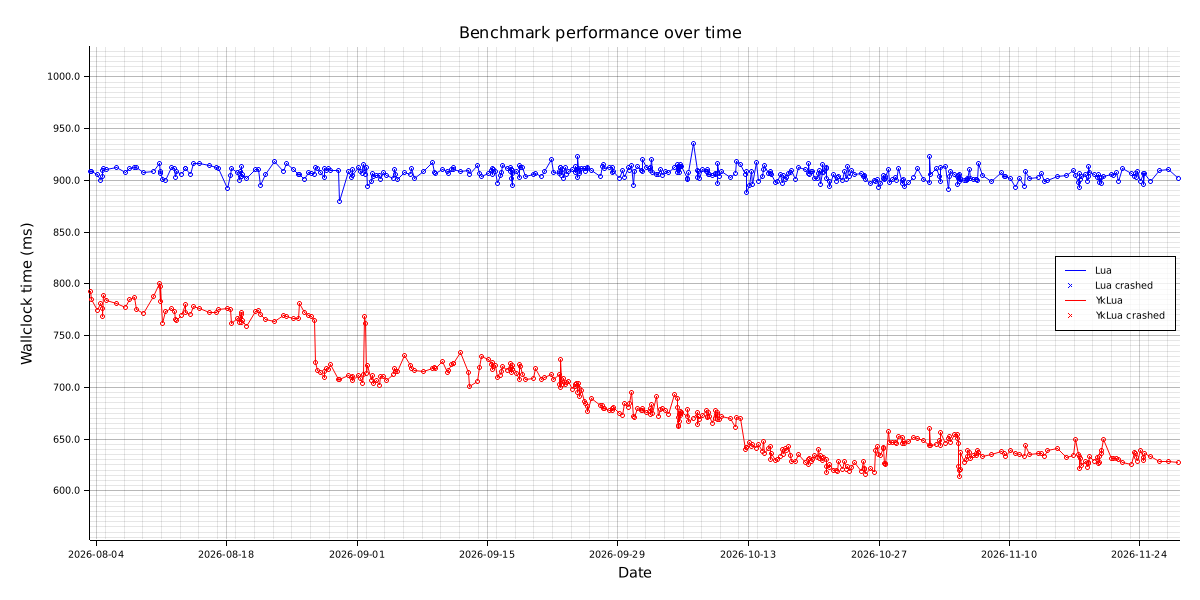 Benchmark performance over time
1000.0
950.0
900.0
850.0
800.0
750.0
700.0
650.0
600.0
Wallclock time (ms)
Lua
Lua crashed
YkLua
YkLua crashed
2026-08-04 2026-08-18 2026-09-01 2026-09-15 2026-09-29 2026-10-13 2026-10-27 2026-11-10 2026-11-24
Date